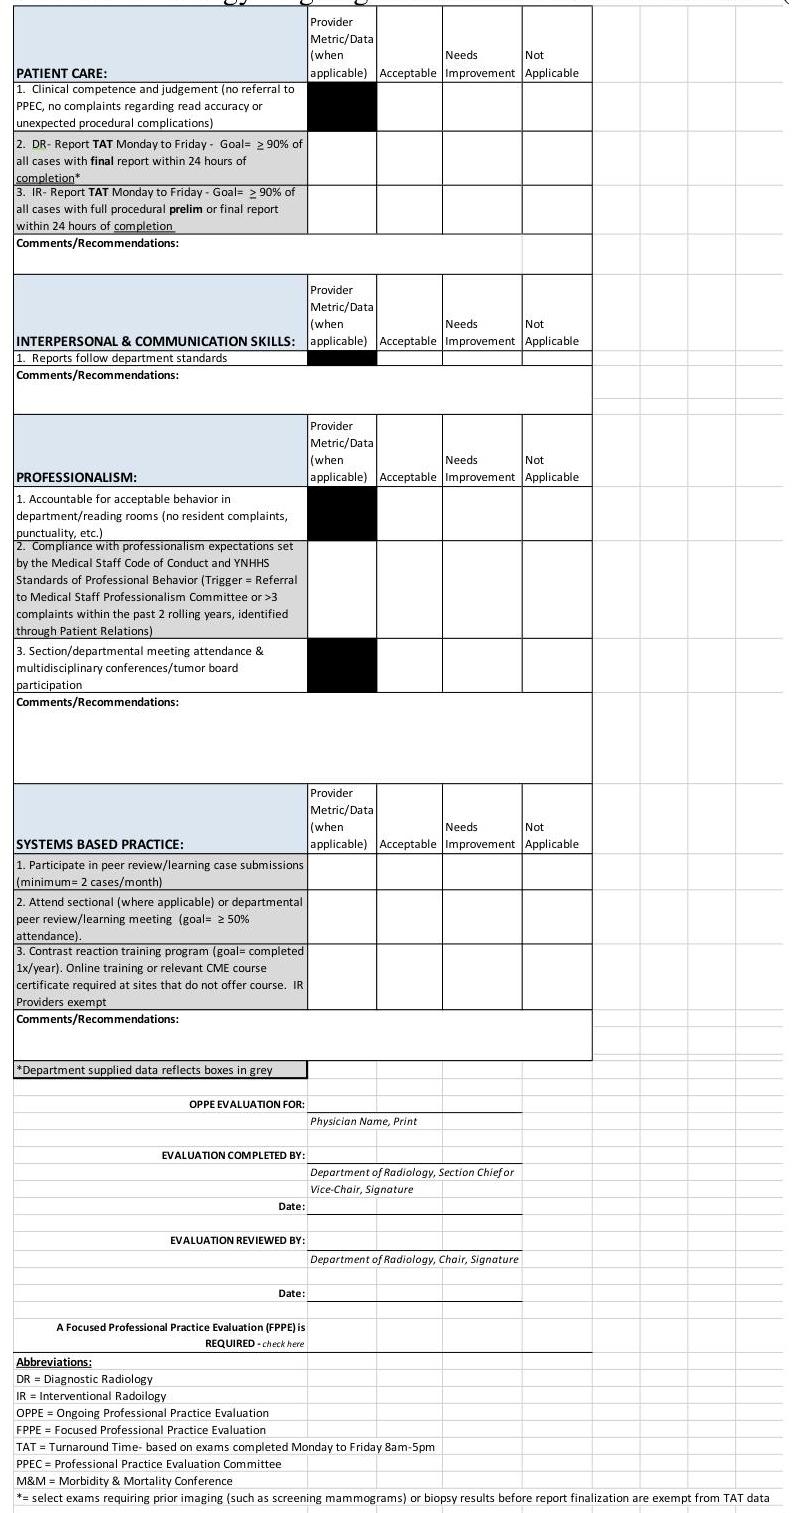 Provider
Metric/Data
(when
applicable)
Acceptable
Needs
Improvement
Not
Applicable
PATIENT CARE:
1. Clinical competence and judgement (no referral to
PPEC, no complaints regarding read accuracy or
unexpected procedural complications)
2. DR- Report TAT Monday to Friday - Goal= ≥ 90% of
all cases with final report within 24 hours of
completion*
3. IR- Report TAT Monday to Friday - Goal= ≥ 90% of
all cases with full procedural prelim or final report
within 24 hours of completion
Comments/Recommendations:
Provider
Metric/Data
(when
applicable)
Acceptable
Needs
Improvement
Not
Applicable
INTERPERSONAL & COMMUNICATION SKILLS:
1. Reports follow department standards
Comments/Recommendations:
Provider
Metric/Data
(when
applicable)
Acceptable
Needs
Improvement
Not
Applicable
PROFESSIONALISM:
1. Accountable for acceptable behavior in
department/reading rooms (no resident complaints,
punctuality, etc.)
2. Compliance with professionalism expectations set
by the Medical Staff Code of Conduct and YNHHS
Standards of Professional Behavior (Trigger = Referral
to Medical Staff Professionalism Committee or >3
complaints within the past 2 rolling years, identified
through Patient Relations)
3. Section/departmental meeting attendance &
multidisciplinary conferences/tumor board
participation
Comments/Recommendations:
Provider
Metric/Data
(when
applicable)
Acceptable
Needs
Improvement
Not
Applicable
SYSTEMS BASED PRACTICE:
1. Participate in peer review/learning case submissions
(minimum= 2 cases/month)
2. Attend sectional (where applicable) or departmental
peer review/learning meeting (goal= ≥ 50%
attendance).
3. Contrast reaction training program (goal= completed
1x/year). Online training or relevant CME course
certificate required at sites that do not offer course. IR
Providers exempt
Comments/Recommendations:
*Department supplied data reflects boxes in grey
OPPE EVALUATION FOR:
Physician Name, Print
EVALUATION COMPLETED BY:
Department of Radiology, Section Chief or
Vice-Chair, Signature
Date:
EVALUATION REVIEWED BY:
Department of Radiology, Chair, Signature
Date:
A Focused Professional Practice Evaluation (FPPE) is
REQUIRED - check here
Abbreviations:
DR = Diagnostic Radiology
IR = Interventional Radoilogy
OPPE = Ongoing Professional Practice Evaluation
FPPE = Focused Professional Practice Evaluation
TAT = Turnaround Time- based on exams completed Monday to Friday 8am-5pm
PPEC = Professional Practice Evaluation Committee
M&M = Morbidity & Mortality Conference
*= select exams requiring prior imaging (such as screening mammograms) or biopsy results before report finalization are exempt from TAT data